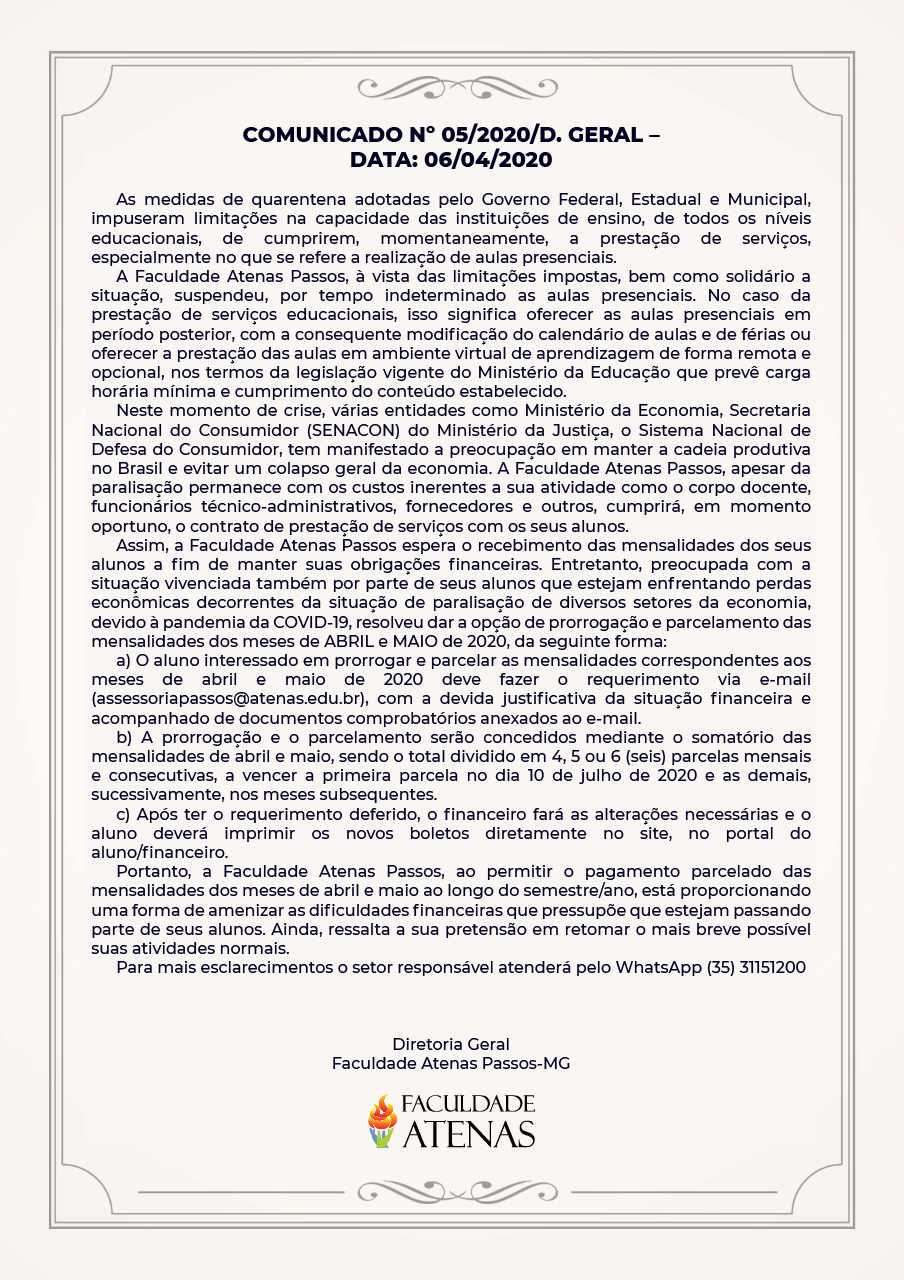 COMUNICADO Nº 05/2020/D. GERAL –
DATA: 06/04/2020
As medidas de quarentena adotadas pelo Governo Federal, Estadual e Municipal,
impuseram limitações na capacidade das instituições de ensino, de todos os níveis
educacionais, de cumprirem, momentaneamente, a prestação de serviços,
especialmente no que se refere a realização de aulas presenciais.
A Faculdade Atenas Passos, à vista das limitações impostas, bem como solidário a
situação, suspendeu, por tempo indeterminado as aulas presenciais. No caso da
prestação de serviços educacionais, isso significa oferecer as aulas presenciais em
período posterior, com a consequente modificação do calendário de aulas e de férias ou
oferecer a prestação das aulas em ambiente virtual de aprendizagem de forma remota e
opcional, nos termos da legislação vigente do Ministério da Educação que prevê carga
horária mínima e cumprimento do conteúdo estabelecido.
Neste momento de crise, várias entidades como Ministério da Economia, Secretaria
Nacional do Consumidor (SENACON) do Ministério da Justiça, o Sistema Nacional de
Defesa do Consumidor, tem manifestado a preocupação em manter a cadeia produtiva
no Brasil e evitar um colapso geral da economia. A Faculdade Atenas Passos, apesar da
paralisação permanece com os custos inerentes a sua atividade como o corpo docente,
funcionários técnico-administrativos, fornecedores e outros, cumprirá, em momento
oportuno, o contrato de prestação de serviços com os seus alunos.
Assim, a Faculdade Atenas Passos espera o recebimento das mensalidades dos seus
alunos a fim de manter suas obrigações financeiras. Entretanto, preocupada com a
situação vivenciada também por parte de seus alunos que estejam enfrentando perdas
econômicas decorrentes da situação de paralisação de diversos setores da economia,
devido à pandemia da COVID-19, resolveu dar a opção de prorrogação e parcelamento das
mensalidades dos meses de ABRIL e MAIO de 2020, da seguinte forma:
a) O aluno interessado em prorrogar e parcelar as mensalidades correspondentes aos
meses de abril e maio de 2020 deve fazer o requerimento via e-mail
(assessoriapassos@atenas.edu.br), com a devida justificativa da situação financeira e
acompanhado de documentos comprobatórios anexados ao e-mail.
b) A prorrogação e o parcelamento serão concedidos mediante o somatório das
mensalidades de abril e maio, sendo o total dividido em 4, 5 ou 6 (seis) parcelas mensais
e consecutivas, a vencer a primeira parcela no dia 10 de julho de 2020 e as demais,
sucessivamente, nos meses subsequentes.
c) Após ter o requerimento deferido, o financeiro fará as alterações necessárias e o
aluno deverá imprimir os novos boletos diretamente no site, no portal do
aluno/financeiro.
Portanto, a Faculdade Atenas Passos, ao permitir o pagamento parcelado das
mensalidades dos meses de abril e maio ao longo do semestre/ano, está proporcionando
uma forma de amenizar as dificuldades financeiras que pressupõe que estejam passando
parte de seus alunos. Ainda, ressalta a sua pretensão em retomar o mais breve possível
suas atividades normais.
Para mais esclarecimentos o setor responsável atenderá pelo WhatsApp (35) 31151200
Diretoria Geral
Faculdade Atenas Passos-MG
FACULDADE
ATENAS